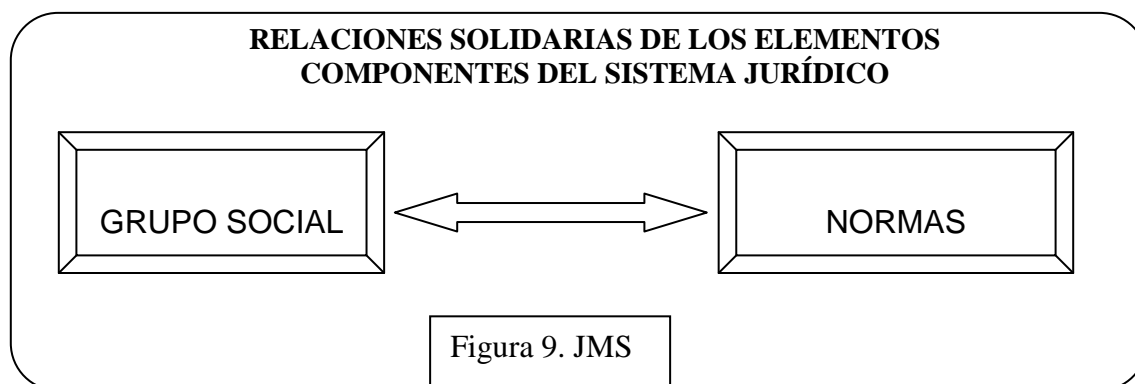 RELACIONES SOLIDARIAS DE LOS ELEMENTOS
COMPONENTES DEL SISTEMA JURÍDICO
GRUPO SOCIAL
NORMAS
Figura 9. JMS